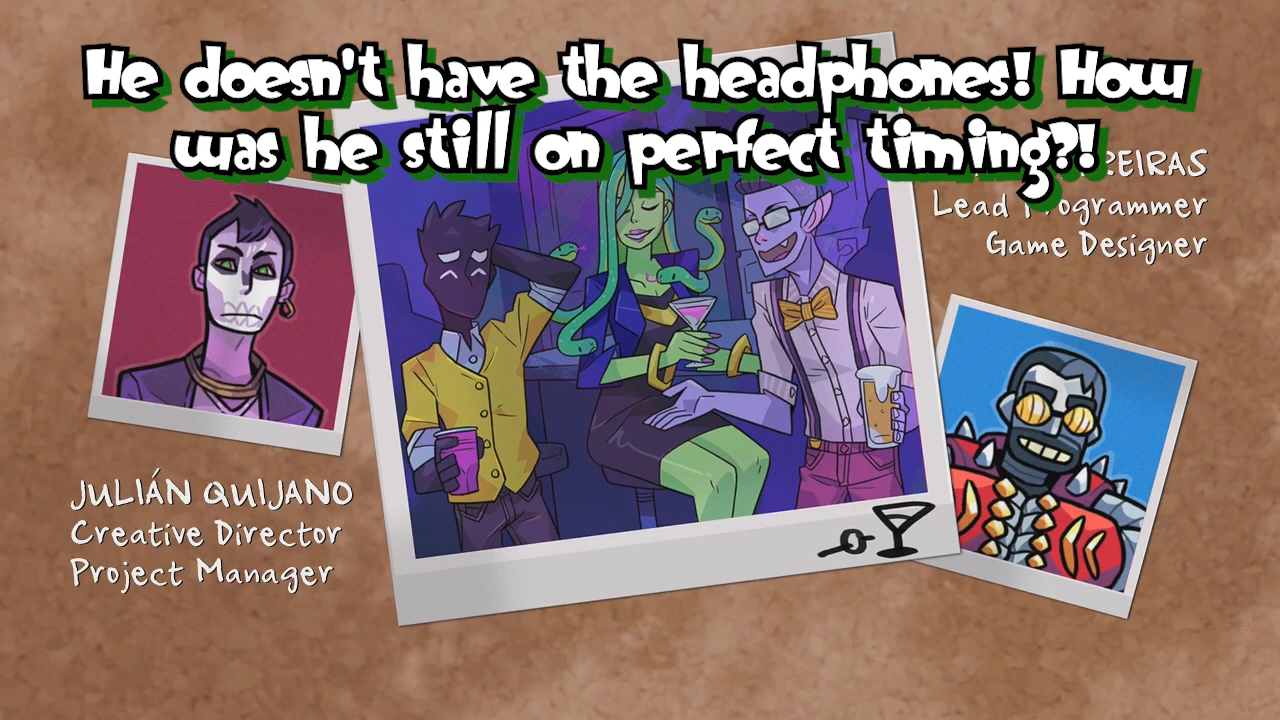 He doesn't have the headphones! How
was he still on perfect timing?!
REIRAS
Lead Programmer
Game Designer
JULIÁN QUIJANO
Creative Director
Project Manager